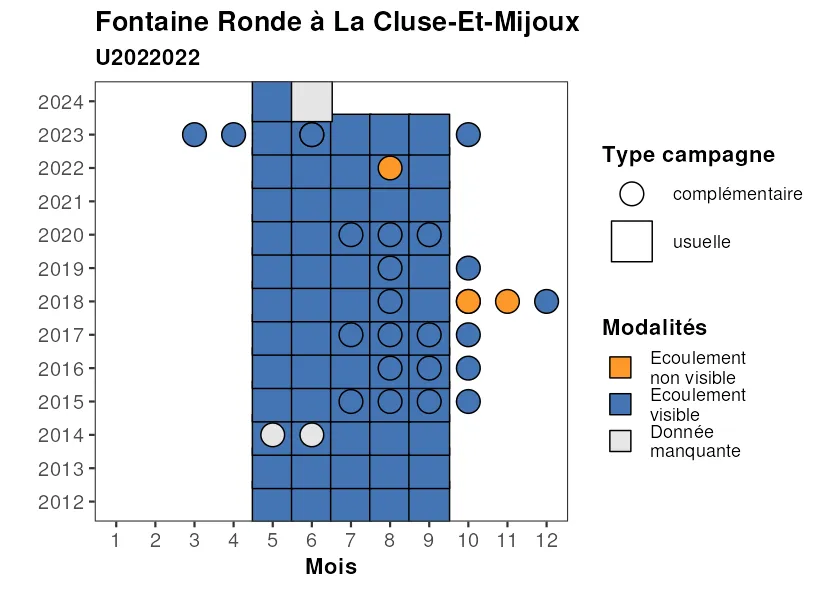 Fontaine Ronde à La Cluse-Et-Mijoux
U2022022
2024
2023
2022
2021
2020
2019
2018
2017
2016
2015
2014
2013
2012
1 2 3 4 5 6 7 8 9 10 11 12
Mois
Type campagne
complémentaire
usuelle
Modalités
Ecoulement
non visible
Ecoulement
visible
Donnée
manquante